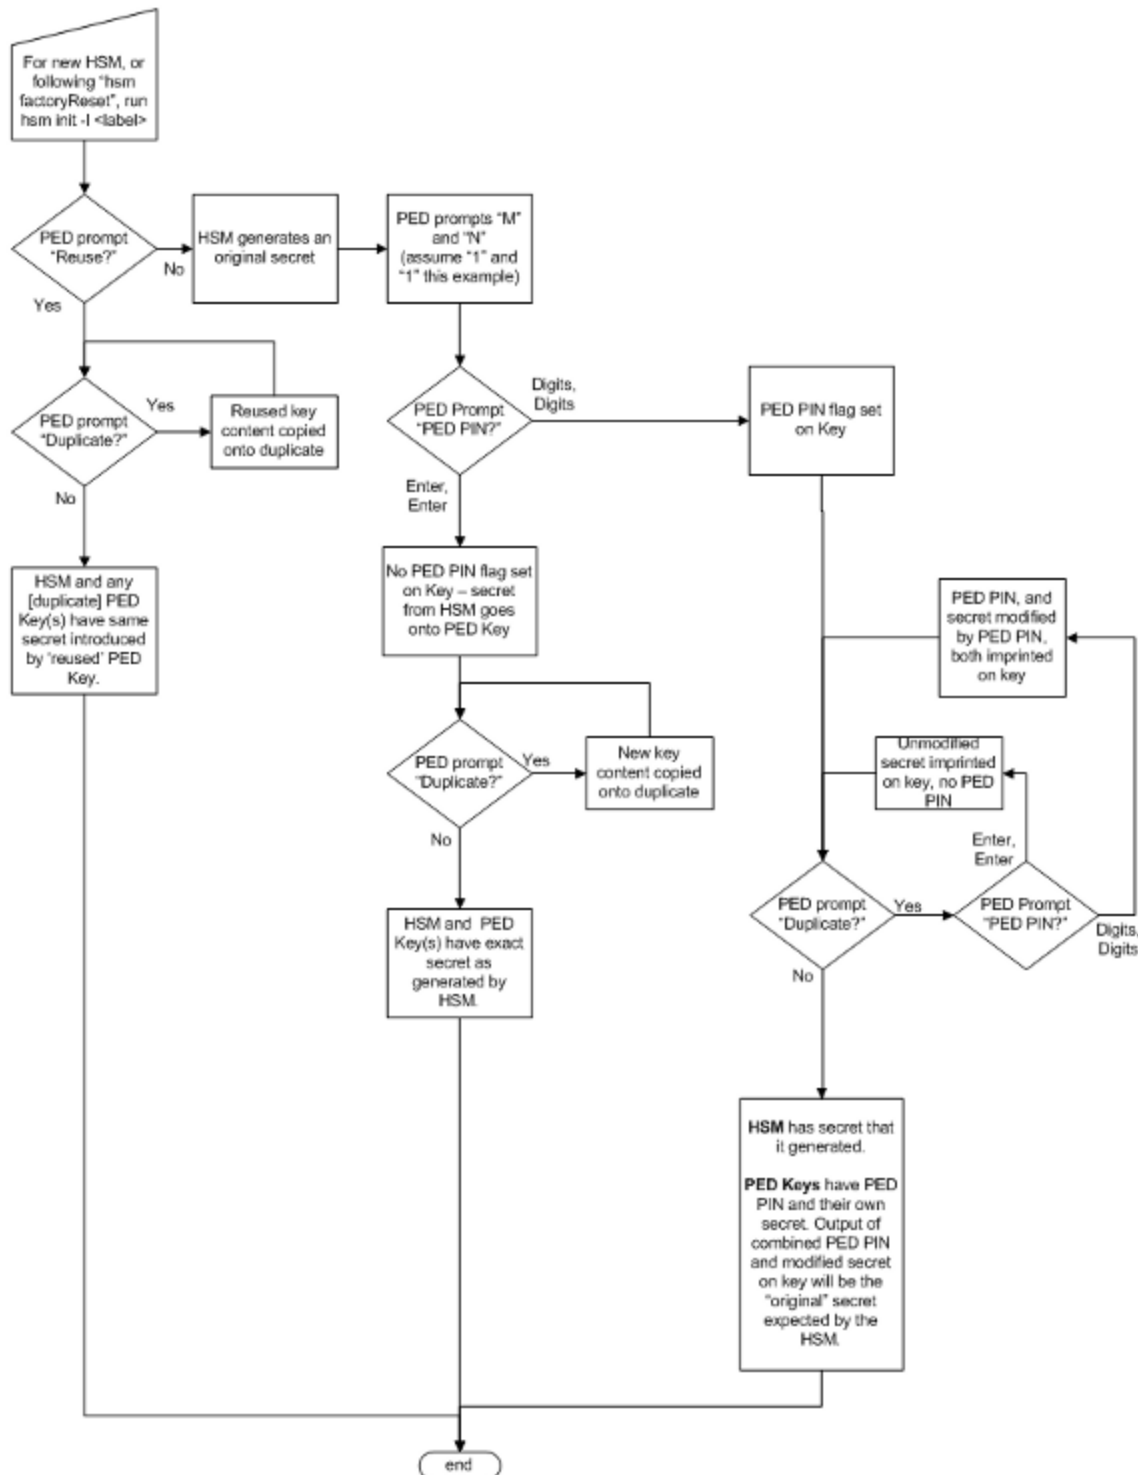 For new HSM, or
following "hsm
factoryReset", run
hsm init -l <label>
PED prompt
"Reuse?"
No
Yes
HSM generates an
original secret
PED prompts "M"
and "N"
(assume "1" and
"1" this example)
PED prompt
"Duplicate?"
Yes
No
Reused key
content copied
onto duplicate
PED Prompt
"PED PIN?"
Digits,
Digits
Enter,
Enter
PED PIN flag set
on Key
HSM and any
[duplicate] PED
Key(s) have same
secret introduced
by 'reused' PED
Key.
No PED PIN flag set
on Key – secret
from HSM goes
onto PED Key
PED PIN, and
secret modified
by PED PIN,
both imprinted
on key
PED prompt
"Duplicate?"
Yes
No
New key
content copied
onto duplicate
Unmodified
secret imprinted
on key, no PED
PIN
Enter,
Enter
PED prompt
"Duplicate?"
Yes
No
PED Prompt
"PED PIN?"
Digits,
Digits
HSM and PED
Key(s) have exact
secret as
generated by
HSM.
HSM has secret that
it generated.
PED Keys have PED
PIN and their own
secret. Output of
combined PED PIN
and modified secret
on key will be the
"original" secret
expected by the
HSM.
end